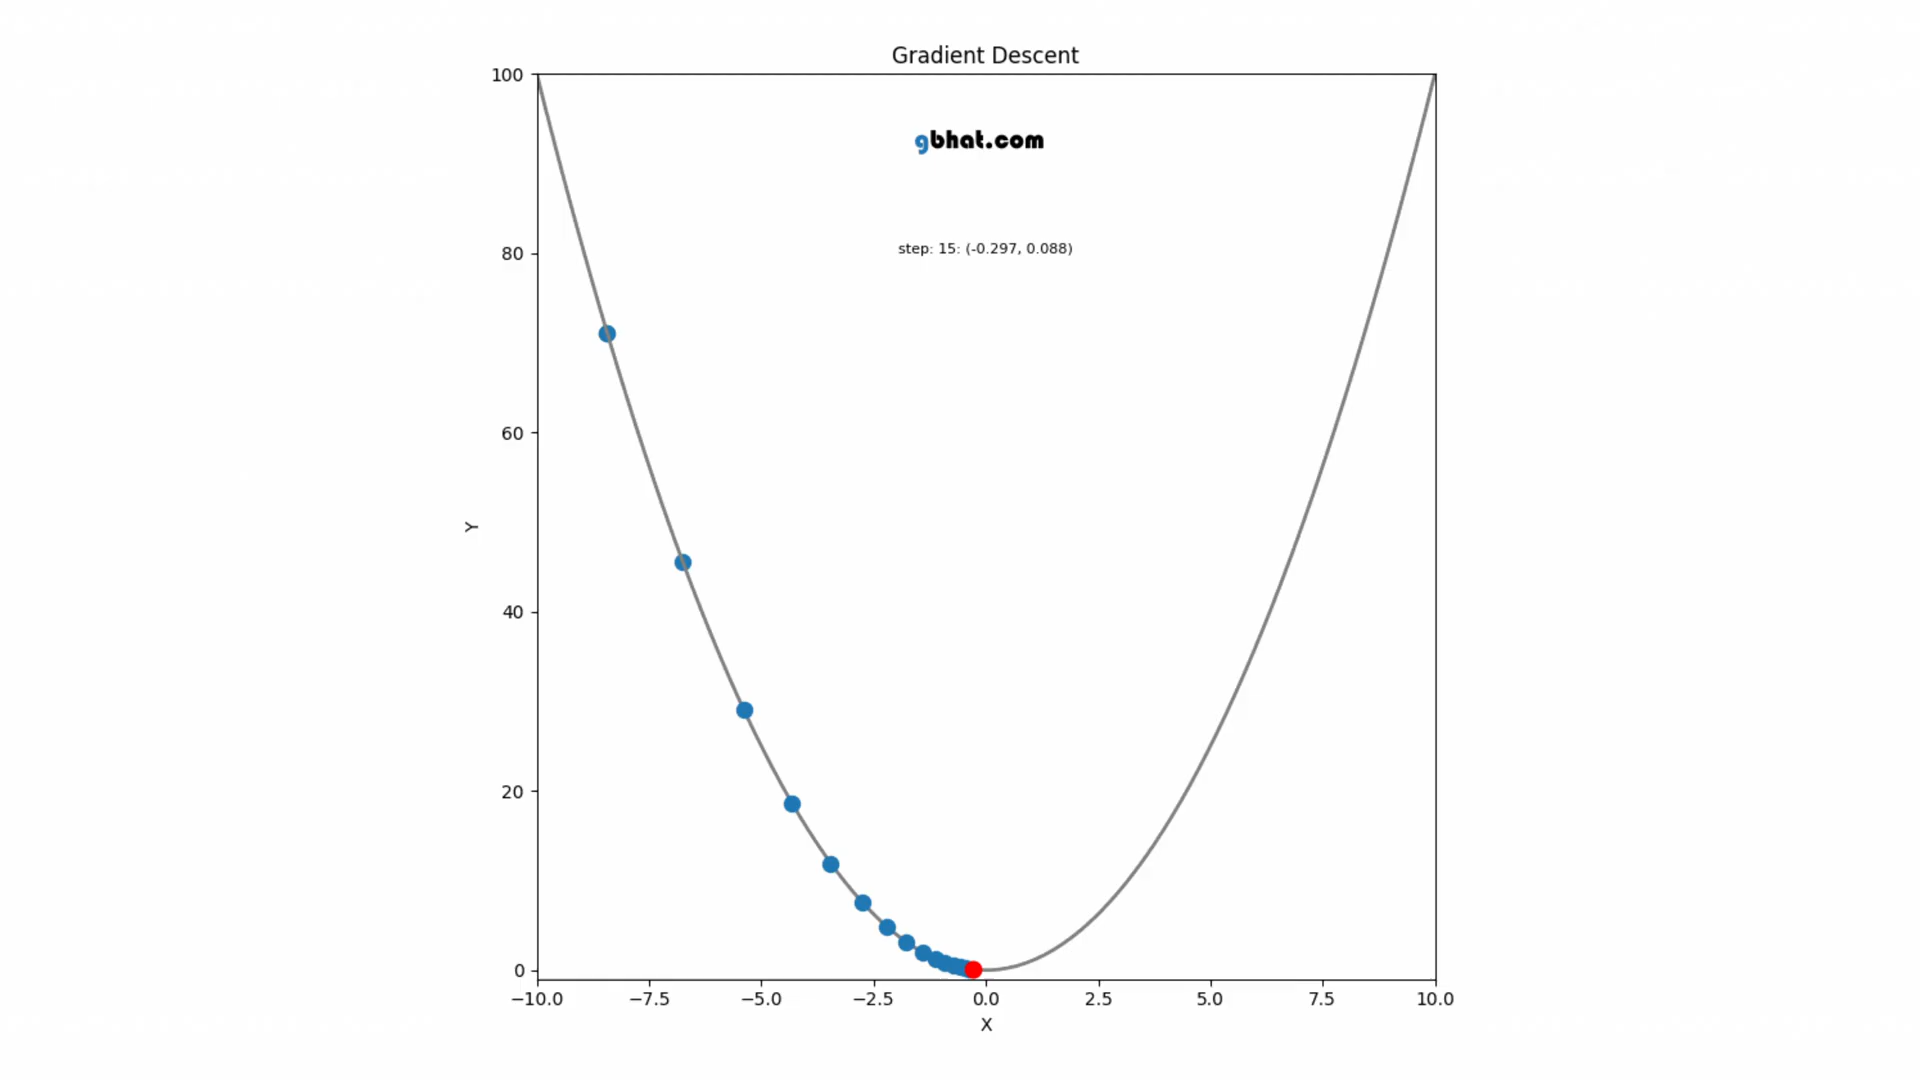 Gradient Descent
gbhat.com
step: 15: (-0.297, 0.088)
100
80
60
40
20
0
Y
−10.0 −7.5 −5.0 −2.5 0.0 2.5 5.0 7.5 10.0
X